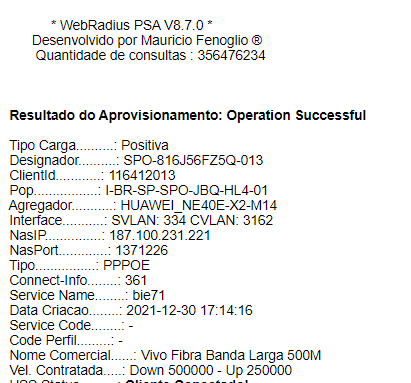 * WebRadius PSA V8.7.0 *
Desenvolvido por Mauricio Fenoglio ®
Quantidade de consultas : 356476234
Resultado do Aprovisionamento: Operation Successful
Tipo Carga.........: Positiva
Designador.........: SPO-816J56FZ5Q-013
ClientId...........: 116412013
Pop................: I-BR-SP-SPO-JBQ-HL4-01
Agregador..........: HUAWEI_NE40E-X2-M14
Interface...........: SVLAN: 334 CVLAN: 3162
NasIP..............: 187.100.231.221
NasPort............: 1371226
Tipo...............: PPPOE
Connect-Info.......: 361
Service Name.......: bie71
Data Criacao.......: 2021-12-30 17:14:16
Service Code.......: -
Code Perfil........: -
Nome Comercial.....: Vivo Fibra Banda Larga 500M
Vel. Contratada....: Down 500000 - Up 250000